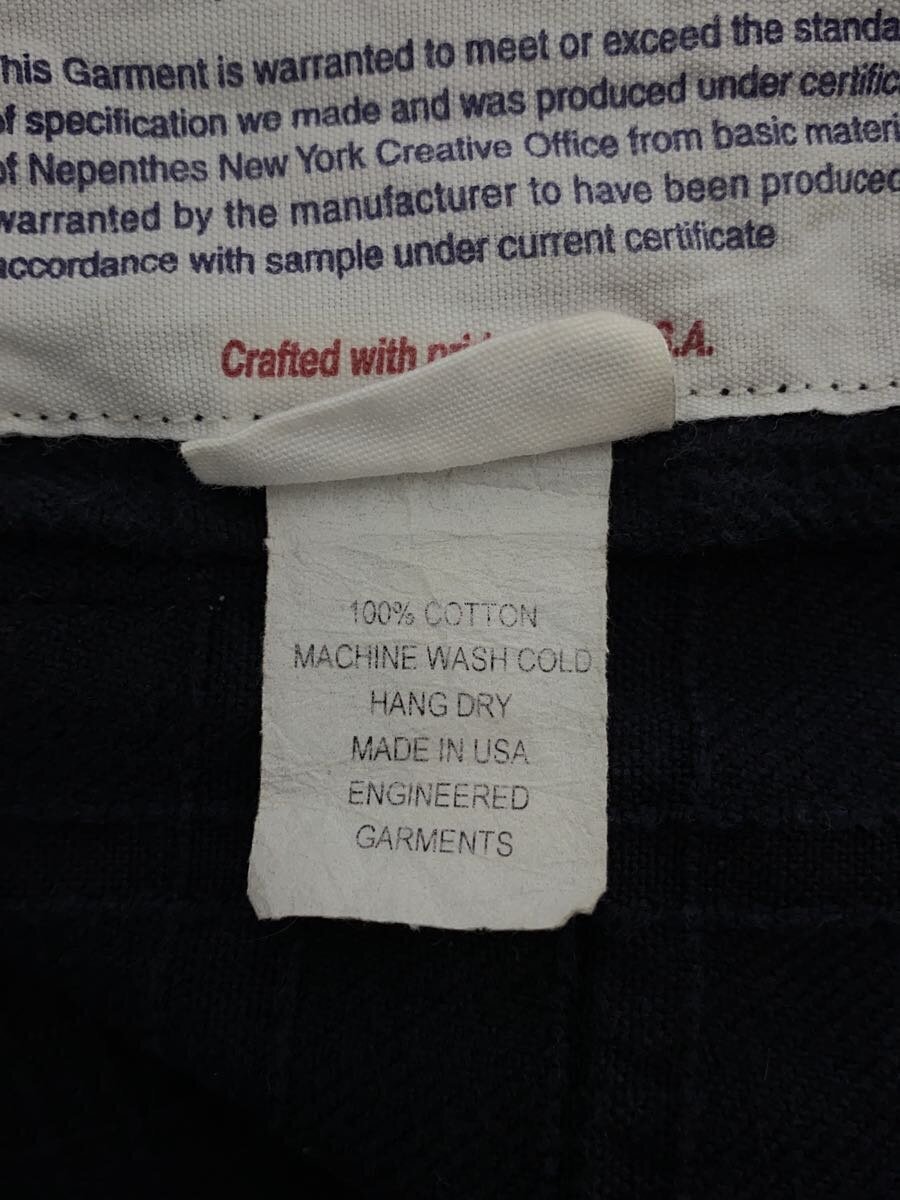 his Garment is warranted to meet or exceed the standa
of specification we made and was produced under certific
of Nepenthes New York Creative Office from basic materi
warranted by the manufacturer to have been produced
accordance with sample under current certificate
Crafted with .A.
100% COTTON
MACHINE WASH COLD
HANG DRY
MADE IN USA
ENGINEERED
GARMENTS